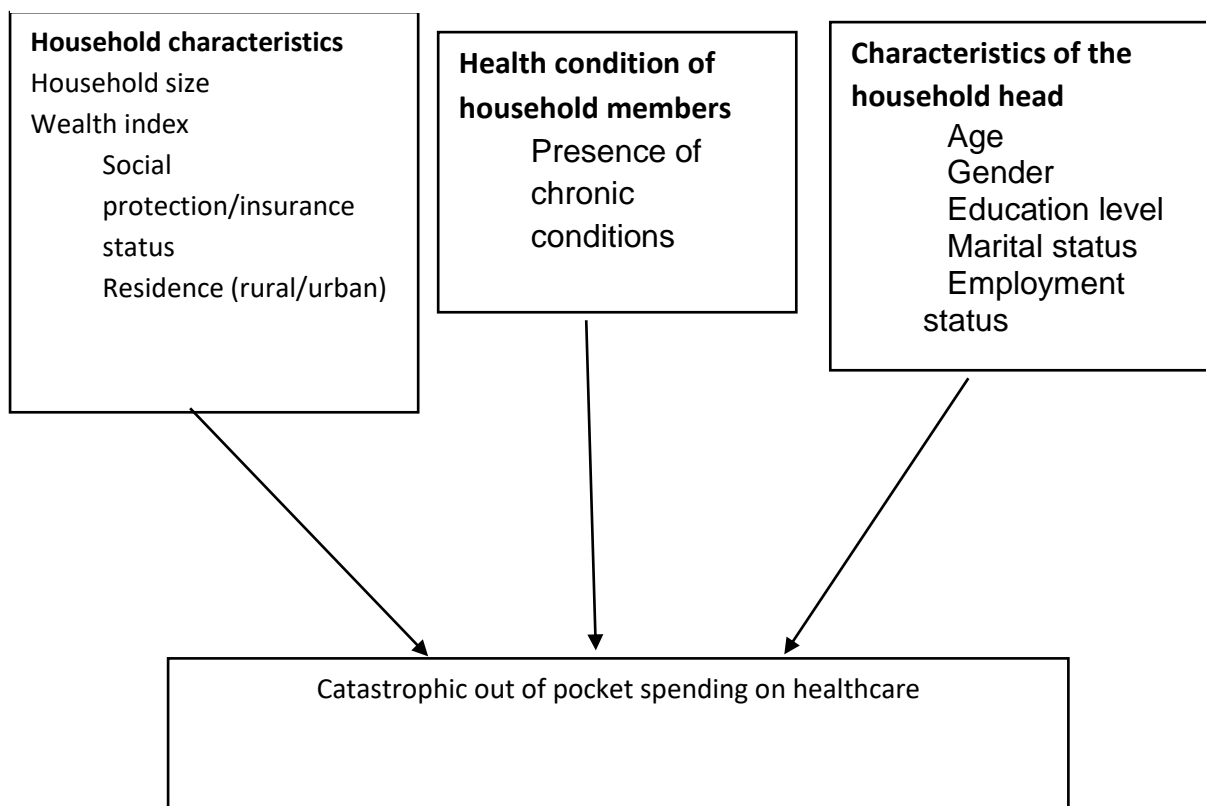 Household characteristics
Household size
Wealth index
Social
protection/insurance
status
Residence (rural/urban)
Health condition of
household members
Presence of
chronic
conditions
Characteristics of the
household head
Age
Gender
Education level
Marital status
Employment
status
Catastrophic out of pocket spending on healthcare